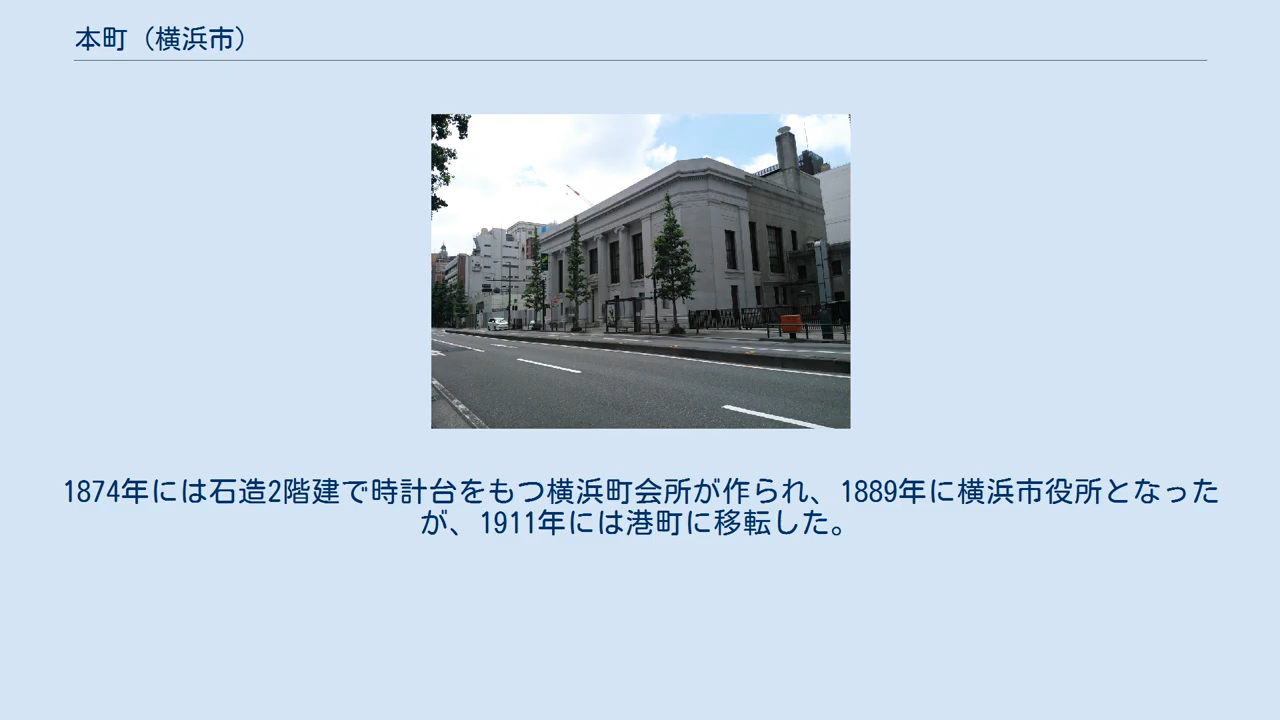 本町（横浜市）
1874年には石造2階建で時計台をもつ横浜町会所が作られ、1889年に横浜市役所となった
が、1911年には港町に移転した。